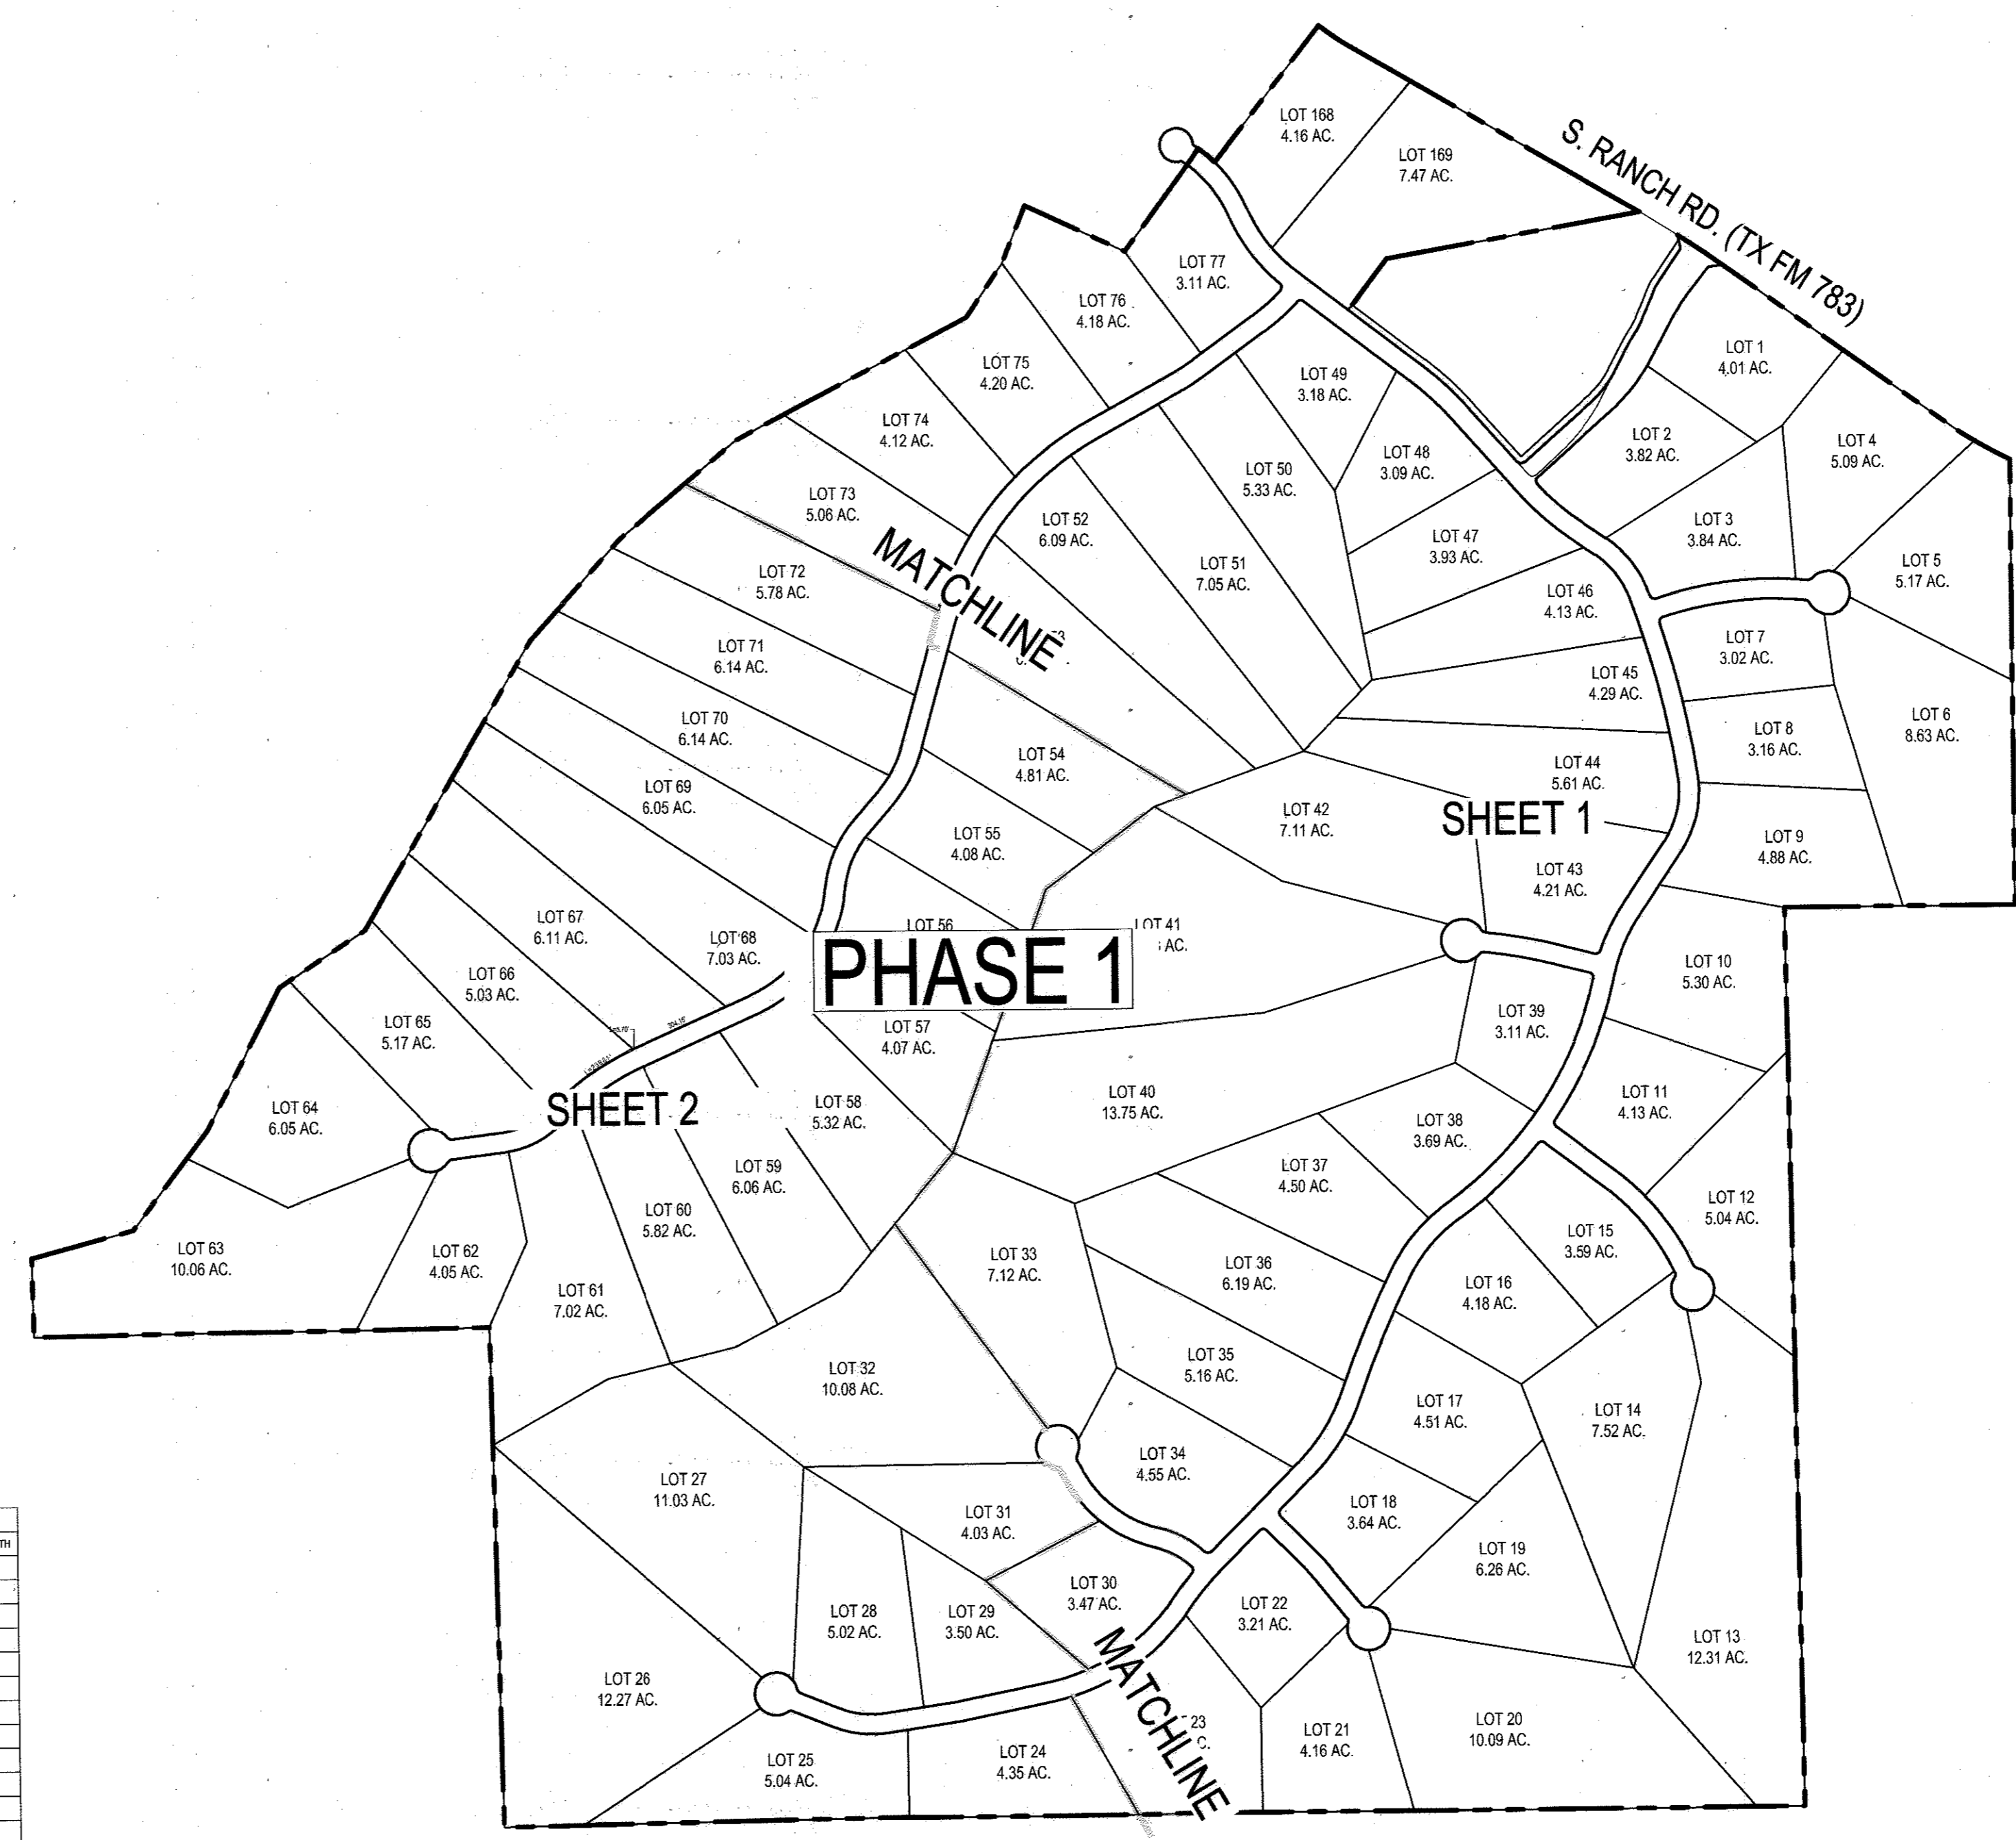 LOT 168
4.16 AC.
LOT 169
7.47 AC.
S. RANCH RD. (TX FM 783)
LOT 77
3.11 AC.
LOT 76
4.18 AC.
LOT 75
4.20 AC.
LOT 74
4.12 AC.
LOT 73
5.06 AC.
LOT 72
5.78 AC.
LOT 71
6.14 AC.
LOT 70
6.14 AC.
LOT 69
6.05 AC.
LOT 68
7.03 AC.
LOT 67
6.11 AC.
LOT 66
5.03 AC.
LOT 65
5.17 AC.
LOT 64
6.05 AC.
LOT 63
10.06 AC.
LOT 62
4.05 AC.
LOT 61
7.02 AC.
LOT 60
5.82 AC.
LOT 59
6.06 AC.
LOT 58
5.32 AC.
LOT 57
4.07 AC.
LOT 56
LOT 55
4.08 AC.
LOT 54
4.81 AC.
MATCHLINE
LOT 52
6.09 AC.
LOT 51
7.05 AC.
LOT 50
5.33 AC.
LOT 49
3.18 AC.
LOT 48
3.09 AC.
LOT 47
3.93 AC.
LOT 46
4.13 AC.
LOT 45
4.29 AC.
LOT 44
5.61 AC.
LOT 43
4.21 AC.
LOT 42
7.11 AC.
LOT 41
AC.
SHEET 1
PHASE 1
SHEET 2
304.16'
LOT 1
4.01 AC.
LOT 2
3.82 AC.
LOT 3
3.84 AC.
LOT 4
5.09 AC.
LOT 5
5.17 AC.
LOT 6
8.63 AC.
LOT 7
3.02 AC.
LOT 8
3.16 AC.
LOT 9
4.88 AC.
LOT 10
5.30 AC.
LOT 11
4.13 AC.
LOT 12
5.04 AC.
LOT 13
12.31 AC.
LOT 14
7.52 AC.
LOT 15
3.59 AC.
LOT 16
4.18 AC.
LOT 17
4.51 AC.
LOT 18
3.64 AC.
LOT 19
6.26 AC.
LOT 20
10.09 AC.
LOT 21
4.16 AC.
LOT 22
3.21 AC.
23
C.
MATCHLINE
LOT 24
4.35 AC.
LOT 25
5.04 AC.
LOT 26
12.27 AC.
LOT 27
11.03 AC.
LOT 28
5.02 AC.
LOT 29
3.50 AC.
LOT 30
3.47 AC.
LOT 31
4.03 AC.
LOT 32
10.08 AC.
LOT 33
7.12 AC.
LOT 34
4.55 AC.
LOT 35
5.16 AC.
LOT 36
6.19 AC.
LOT 37
4.50 AC.
LOT 38
3.69 AC.
LOT 39
3.11 AC.
LOT 40
13.75 AC.
TH